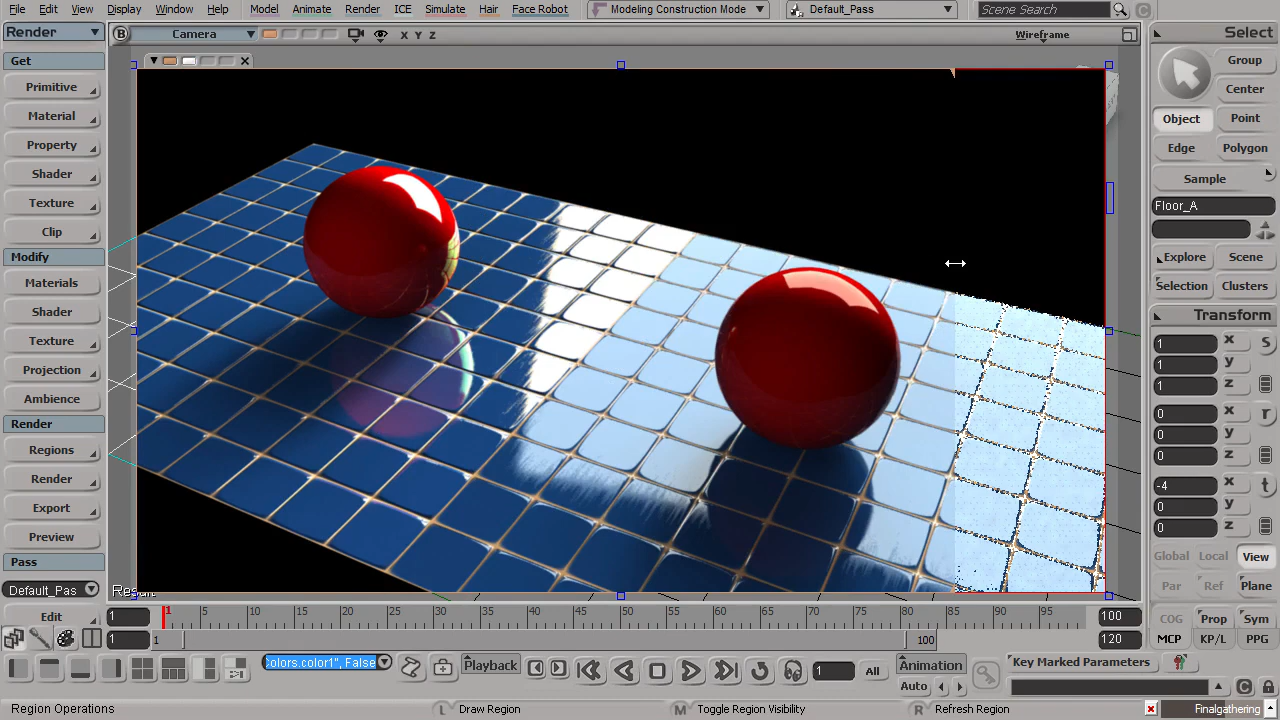 File Edit View Display Window Model Animate Render ICE Simulate Hair Face Robot Modeling Construction Mode Default_Pass Scene Search C
Render B Camera X Y Z Wireframe Select
Get
Primitive
Material
Property
Shader
Texture
Clip
Modify
Materials
Shader
Texture
Projection
Ambience
Render
Regions
Render
Export
Preview
Pass
Default_Pas
Edit
Group
Center
Object Point
Edge Polygon
Sample
Floor_A
Explore Scene
Selection Clusters
Transform
1 x s
1 y
1 z
0 x r
0 y
0 z
-4 x t
0 y
0 z
Global Local View
Par Ref Plane
COG Prop Sym
MCP KP/L PPG
Result
1 1 5 10 15 20 25 30 35 40 45 50 55 60 65 70 75 80 85 90 95 100
1 1 100 120
Colors.color1", False Playback 1 All Animation Key Marked Parameters
Auto C
Region Operations L Draw Region M Toggle Region Visibility R Refresh Region Finalgathering